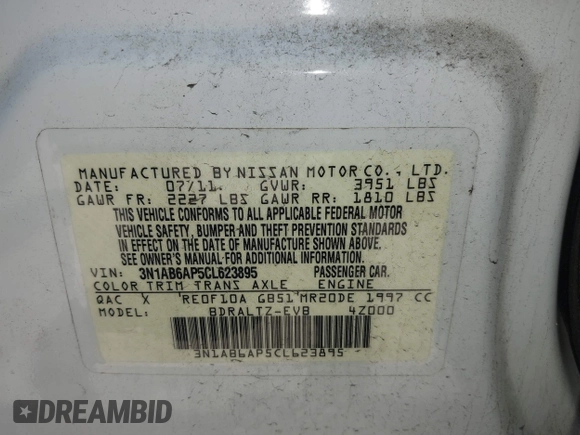 MANUFACTURED BY NISSAN MOTOR CO., LTD.
DATE: 07/11 GVWR: 3951 LBS
GAWR FR: 2227 LBS GAWR RR: 1810 LBS
THIS VEHICLE CONFORMS TO ALL APPLICABLE FEDERAL MOTOR
VEHICLE SAFETY, BUMPER AND THEFT PREVENTION STANDARDS
IN EFFECT ON THE DATE OF MANUFACTURE SHOWN ABOVE.
SEE OWNER'S MANUAL FOR ADDITIONAL INFORMATION.
VIN: 3N1AB6AP5CL623895 PASSENGER CAR.
COLOR TRIM TRANS AXLE ENGINE
QAC X RE0F10A GB51 MR20DE 1997 CC
MODEL: BDRALTZ-EVB 4Z000
3N1AB6AP5CL623895
DREAMBID